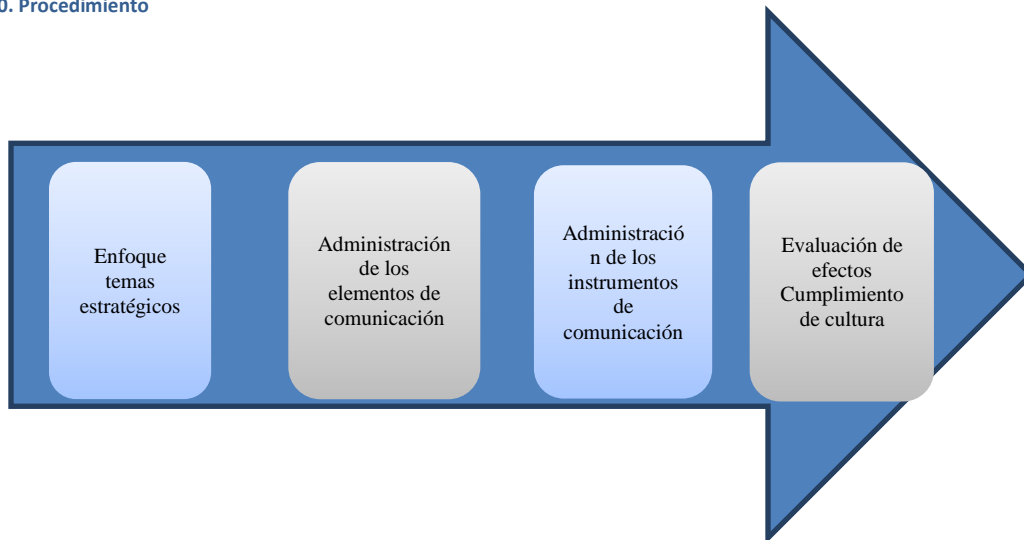 0. Procedimiento
Enfoque
temas
estratégicos
Administración
de los
elementos de
comunicación
Administració
n de los
instrumentos
de
comunicación
Evaluación de
efectos
Cumplimiento
de cultura